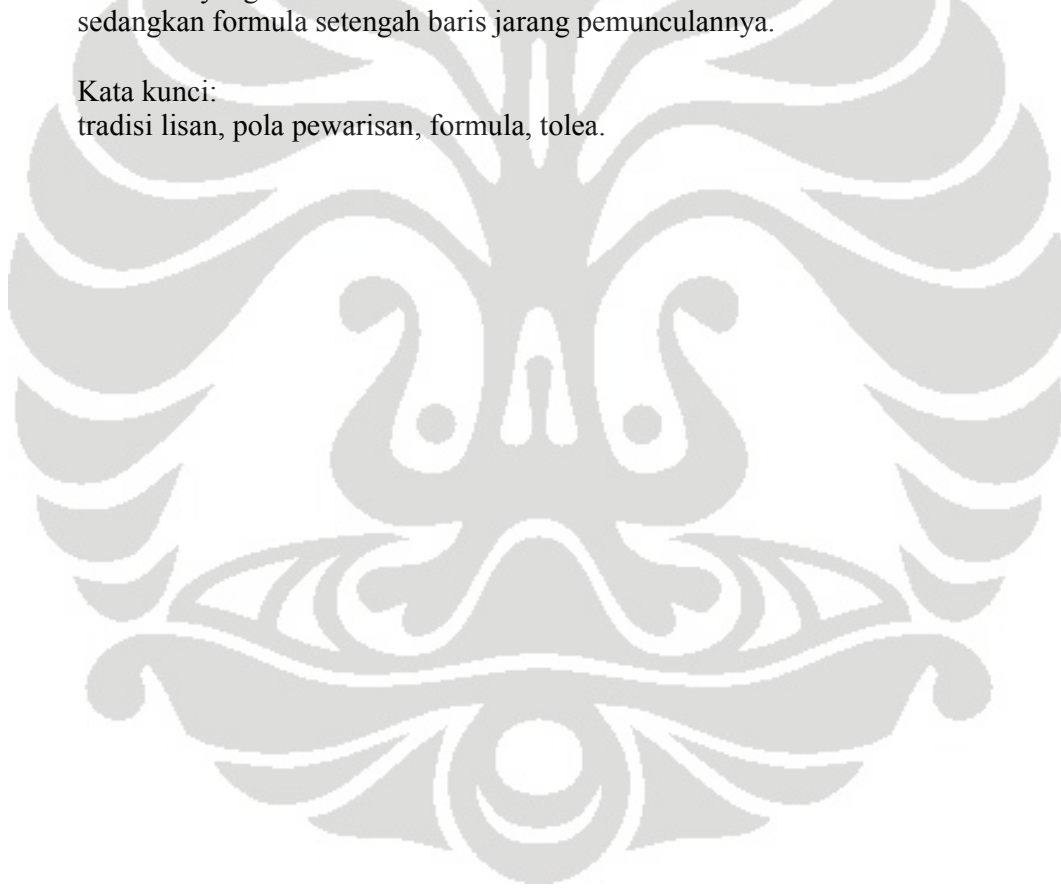 sedangkan formula setengah baris jarang pemunculannya.
Kata kunci:
tradisi lisan, pola pewarisan, formula, tolea.